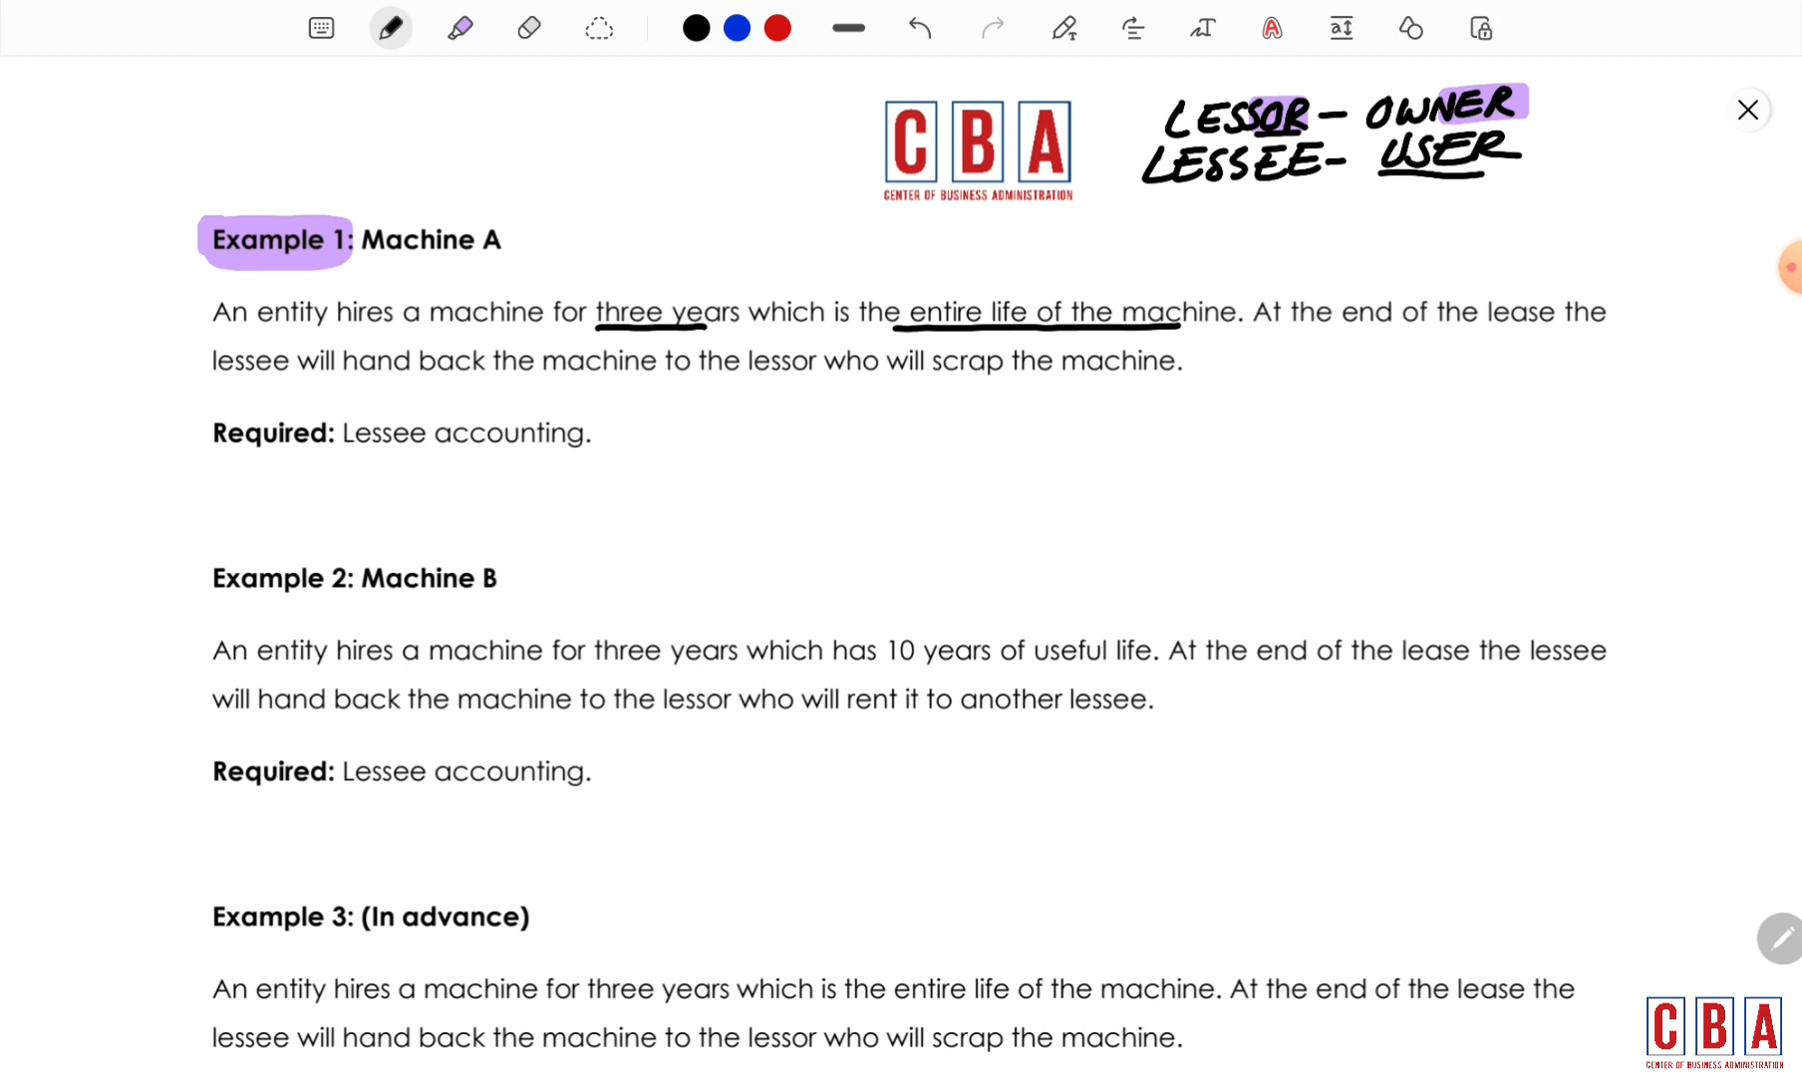 C B A
CENTER OF BUSINESS ADMINISTRATION
LESSOR - OWNER
LESSEE - USER
Example 1: Machine A
An entity hires a machine for three years which is the entire life of the machine. At the end of the lease the
lessee will hand back the machine to the lessor who will scrap the machine.
Required: Lessee accounting.
Example 2: Machine B
An entity hires a machine for three years which has 10 years of useful life. At the end of the lease the lessee
will hand back the machine to the lessor who will rent it to another lessee.
Required: Lessee accounting.
Example 3: (In advance)
An entity hires a machine for three years which is the entire life of the machine. At the end of the lease the
lessee will hand back the machine to the lessor who will scrap the machine.
C B A
CENTER OF BUSINESS ADMINISTRATION